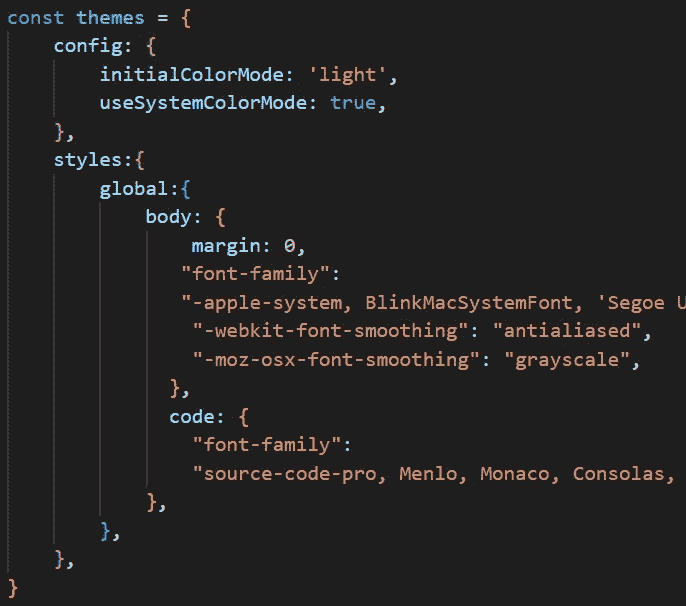 const themes = {
    config: {
        initialColorMode: 'light',
        useSystemColorMode: true,
    },
    styles:{
        global:{
            body: {
                margin: 0,
               "font-family":
               "-apple-system, BlinkMacSystemFont, 'Segoe U
                "-webkit-font-smoothing": "antialiased",
                "-moz-osx-font-smoothing": "grayscale",
              },
              code: {
                "font-family":
                "source-code-pro, Menlo, Monaco, Consolas,
            },
        },
    },
}